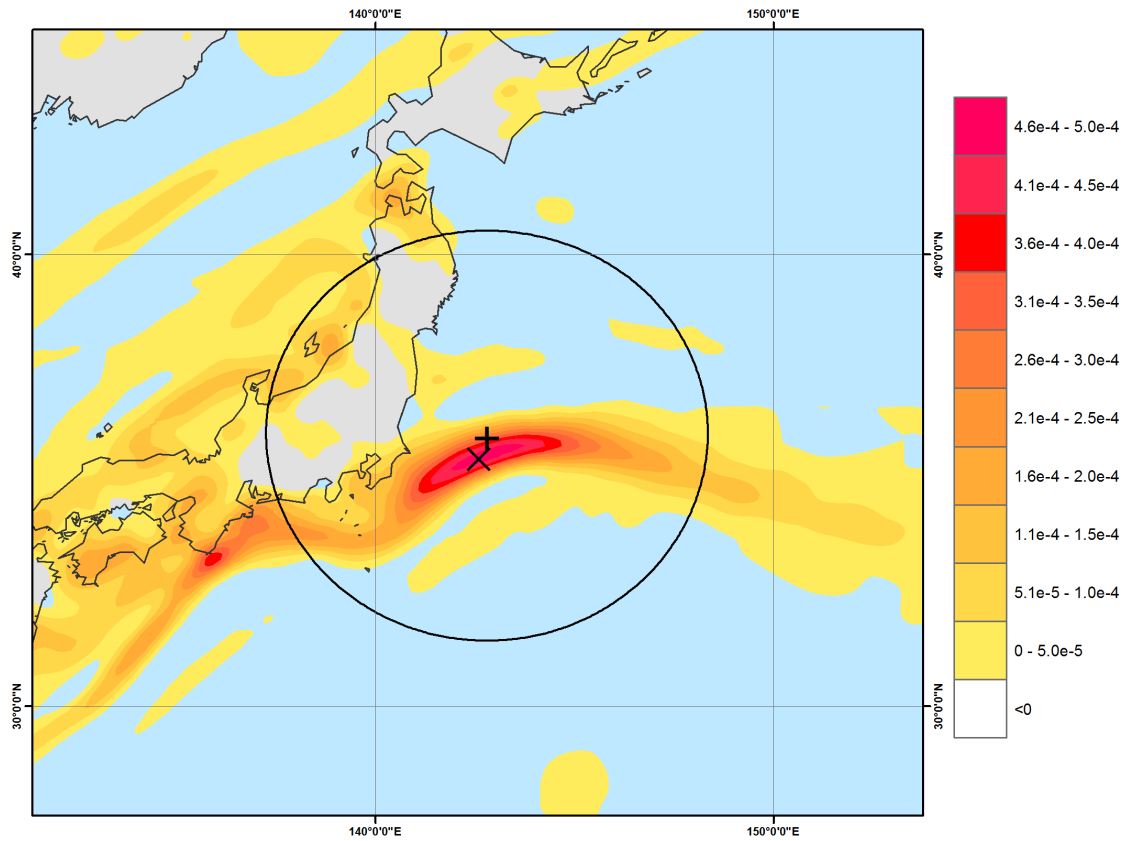 140°0'0"E
150°0'0"E
40°0'0"N
40°0'0"N
30°0'0"N
30°0'0"N
140°0'0"E
150°0'0"E
4.6e-4 - 5.0e-4
4.1e-4 - 4.5e-4
3.6e-4 - 4.0e-4
3.1e-4 - 3.5e-4
2.6e-4 - 3.0e-4
2.1e-4 - 2.5e-4
1.6e-4 - 2.0e-4
1.1e-4 - 1.5e-4
5.1e-5 - 1.0e-4
0 - 5.0e-5
<0